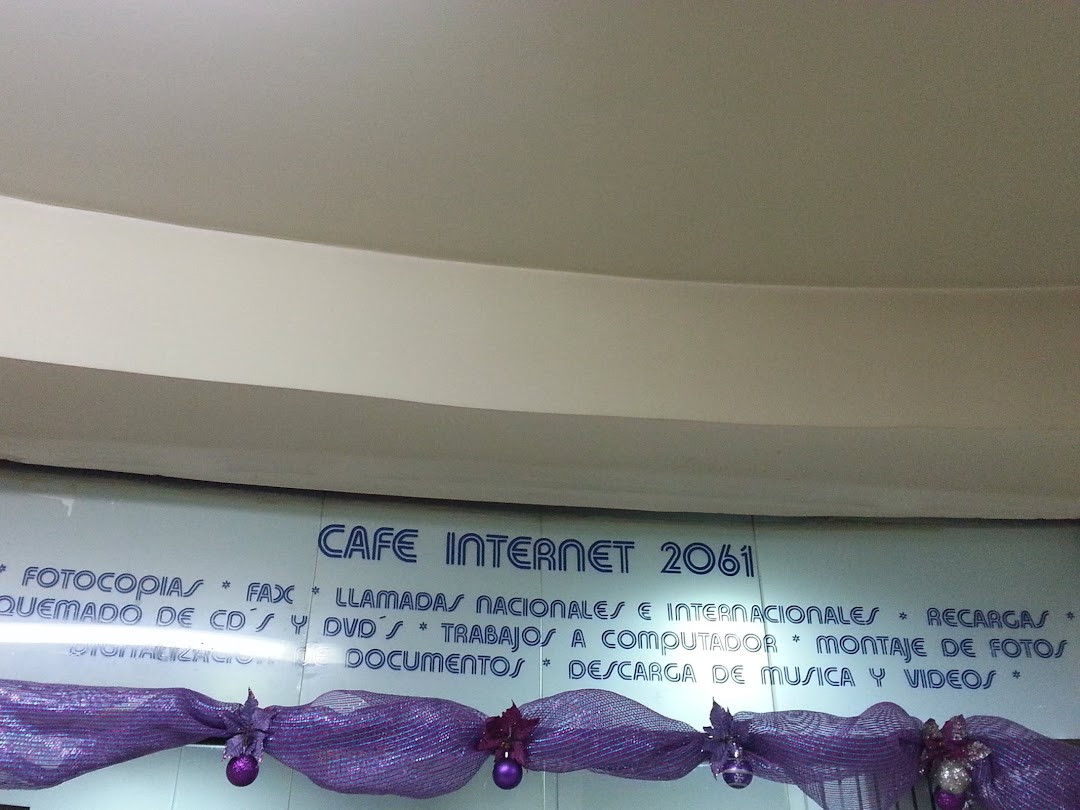 CAFE INTERNET 2061
* FOTOCOPIAS * FAX * LLAMADAS NACIONALES E INTERNACIONALES * RECARGAS *
QUEMADO DE CD´S Y DVD´S * TRABAJOS A COMPUTADOR * MONTAJE DE FOTOS
DIGITALIZACION DOCUMENTOS * DESCARGA DE MUSICA Y VIDEOS *